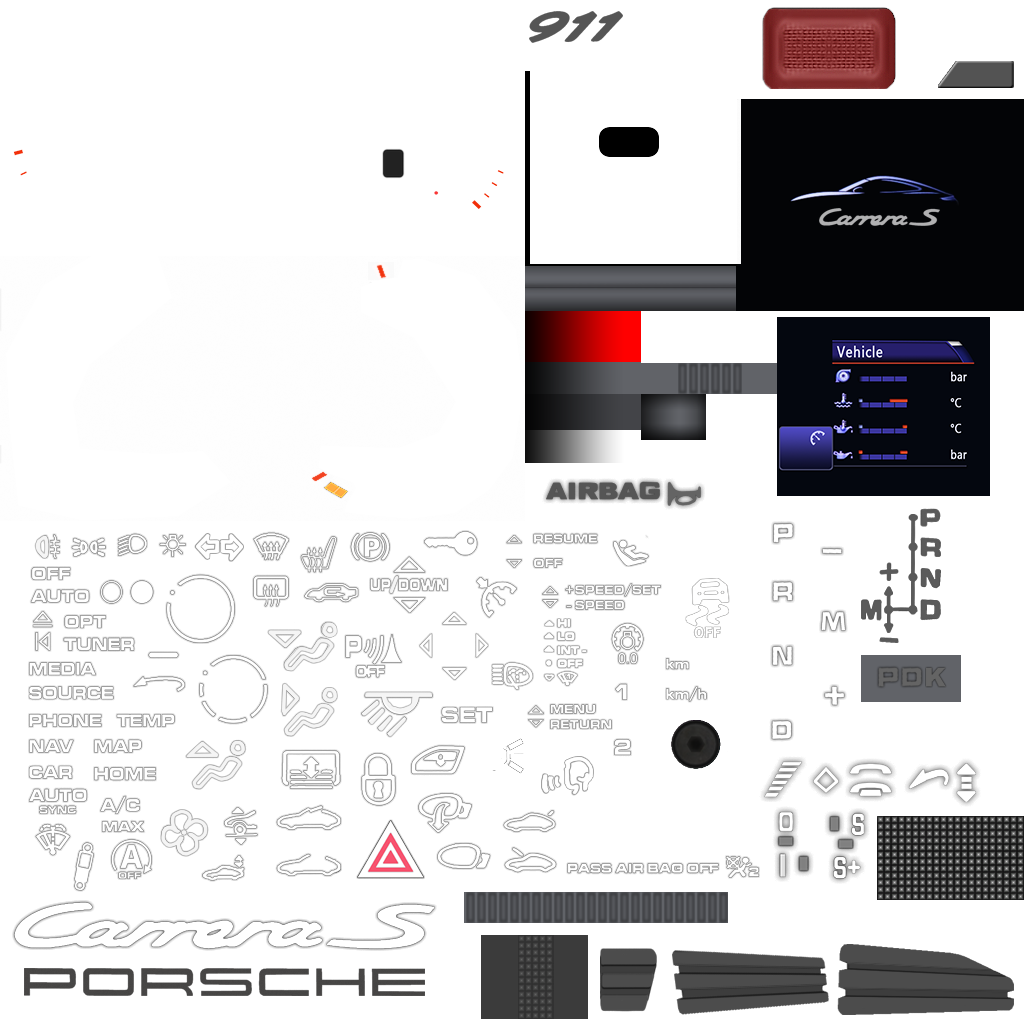 911
Carrera S
Vehicle
bar
°C
°C
bar
AIRBAG
RESUME
OFF
OFF
AUTO
UP/DOWN
+SPEED/SET
- SPEED
OPT
TUNER
HI
LO
INT -
OFF
0.0
OFF
P
OFF
MEDIA
SOURCE
km
km/h
1
PHONE TEMP
SET
MENU
RETURN
NAV MAP
2
CAR HOME
AUTO
SYNC
A/C
MAX
A
OFF
PASS AIR BAG OFF
2
P
R
N
D
–
M
+
P
R
N
D
+
M
–
PDK
O
S
I
S+
Carrera S
PORSCHE